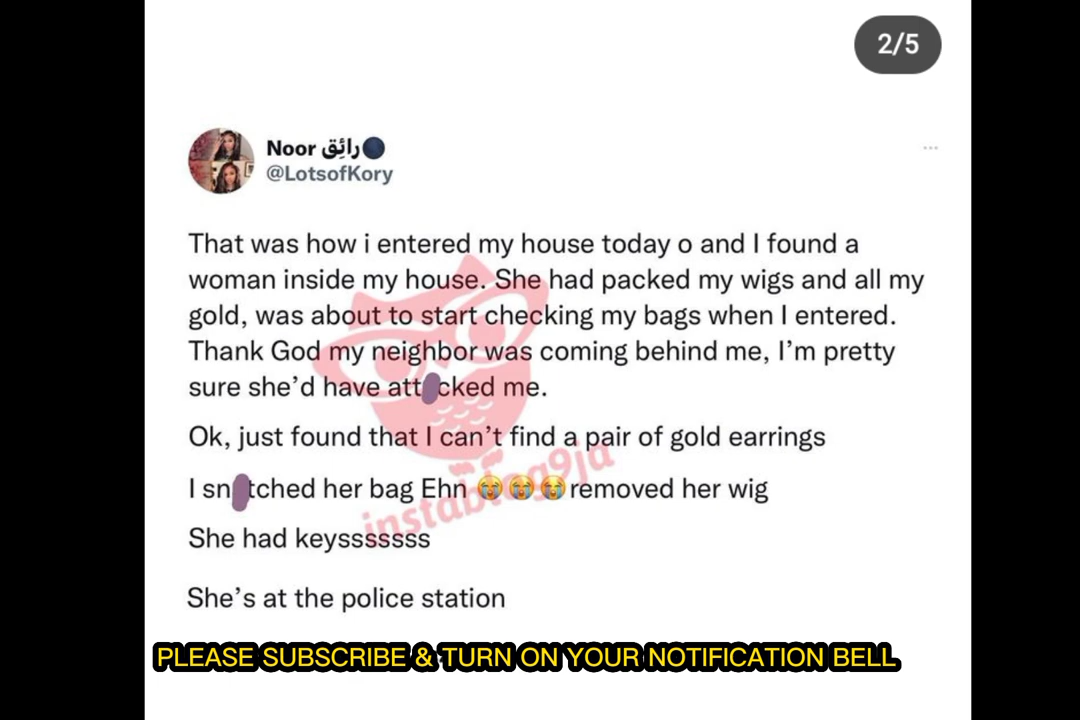 2/5
Noor رائِق🌑
@LotsofKory
That was how i entered my house today o and I found a
woman inside my house. She had packed my wigs and all my
gold, was about to start checking my bags when I entered.
Thank God my neighbor was coming behind me, I’m pretty
sure she’d have att cked me.
Ok, just found that I can’t find a pair of gold earrings
I sn tched her bag Ehn 😭😭😭removed her wig
She had keysssssss
She’s at the police station
instablog9ja
PLEASE SUBSCRIBE & TURN ON YOUR NOTIFICATION BELL